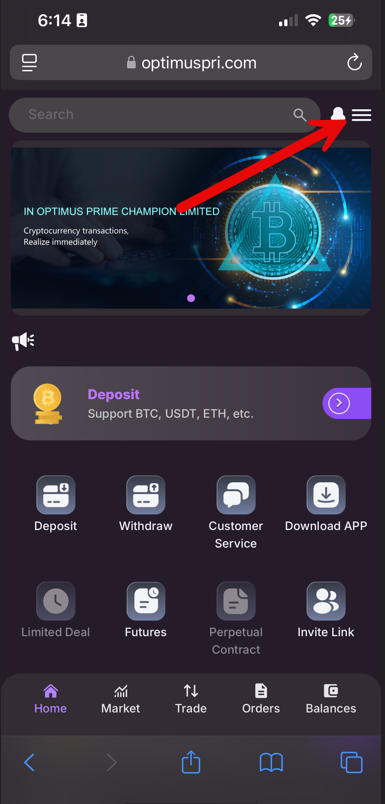 6:14
25
optimuspri.com
Search
IN OPTIMUS PRIME CHAMPION LIMITED
Cryptocurrency transactions,
Realize immediately
Deposit
Support BTC, USDT, ETH, etc.
Deposit
Withdraw
Customer
Service
Download APP
Limited Deal
Futures
Perpetual
Contract
Invite Link
Home
Market
Trade
Orders
Balances